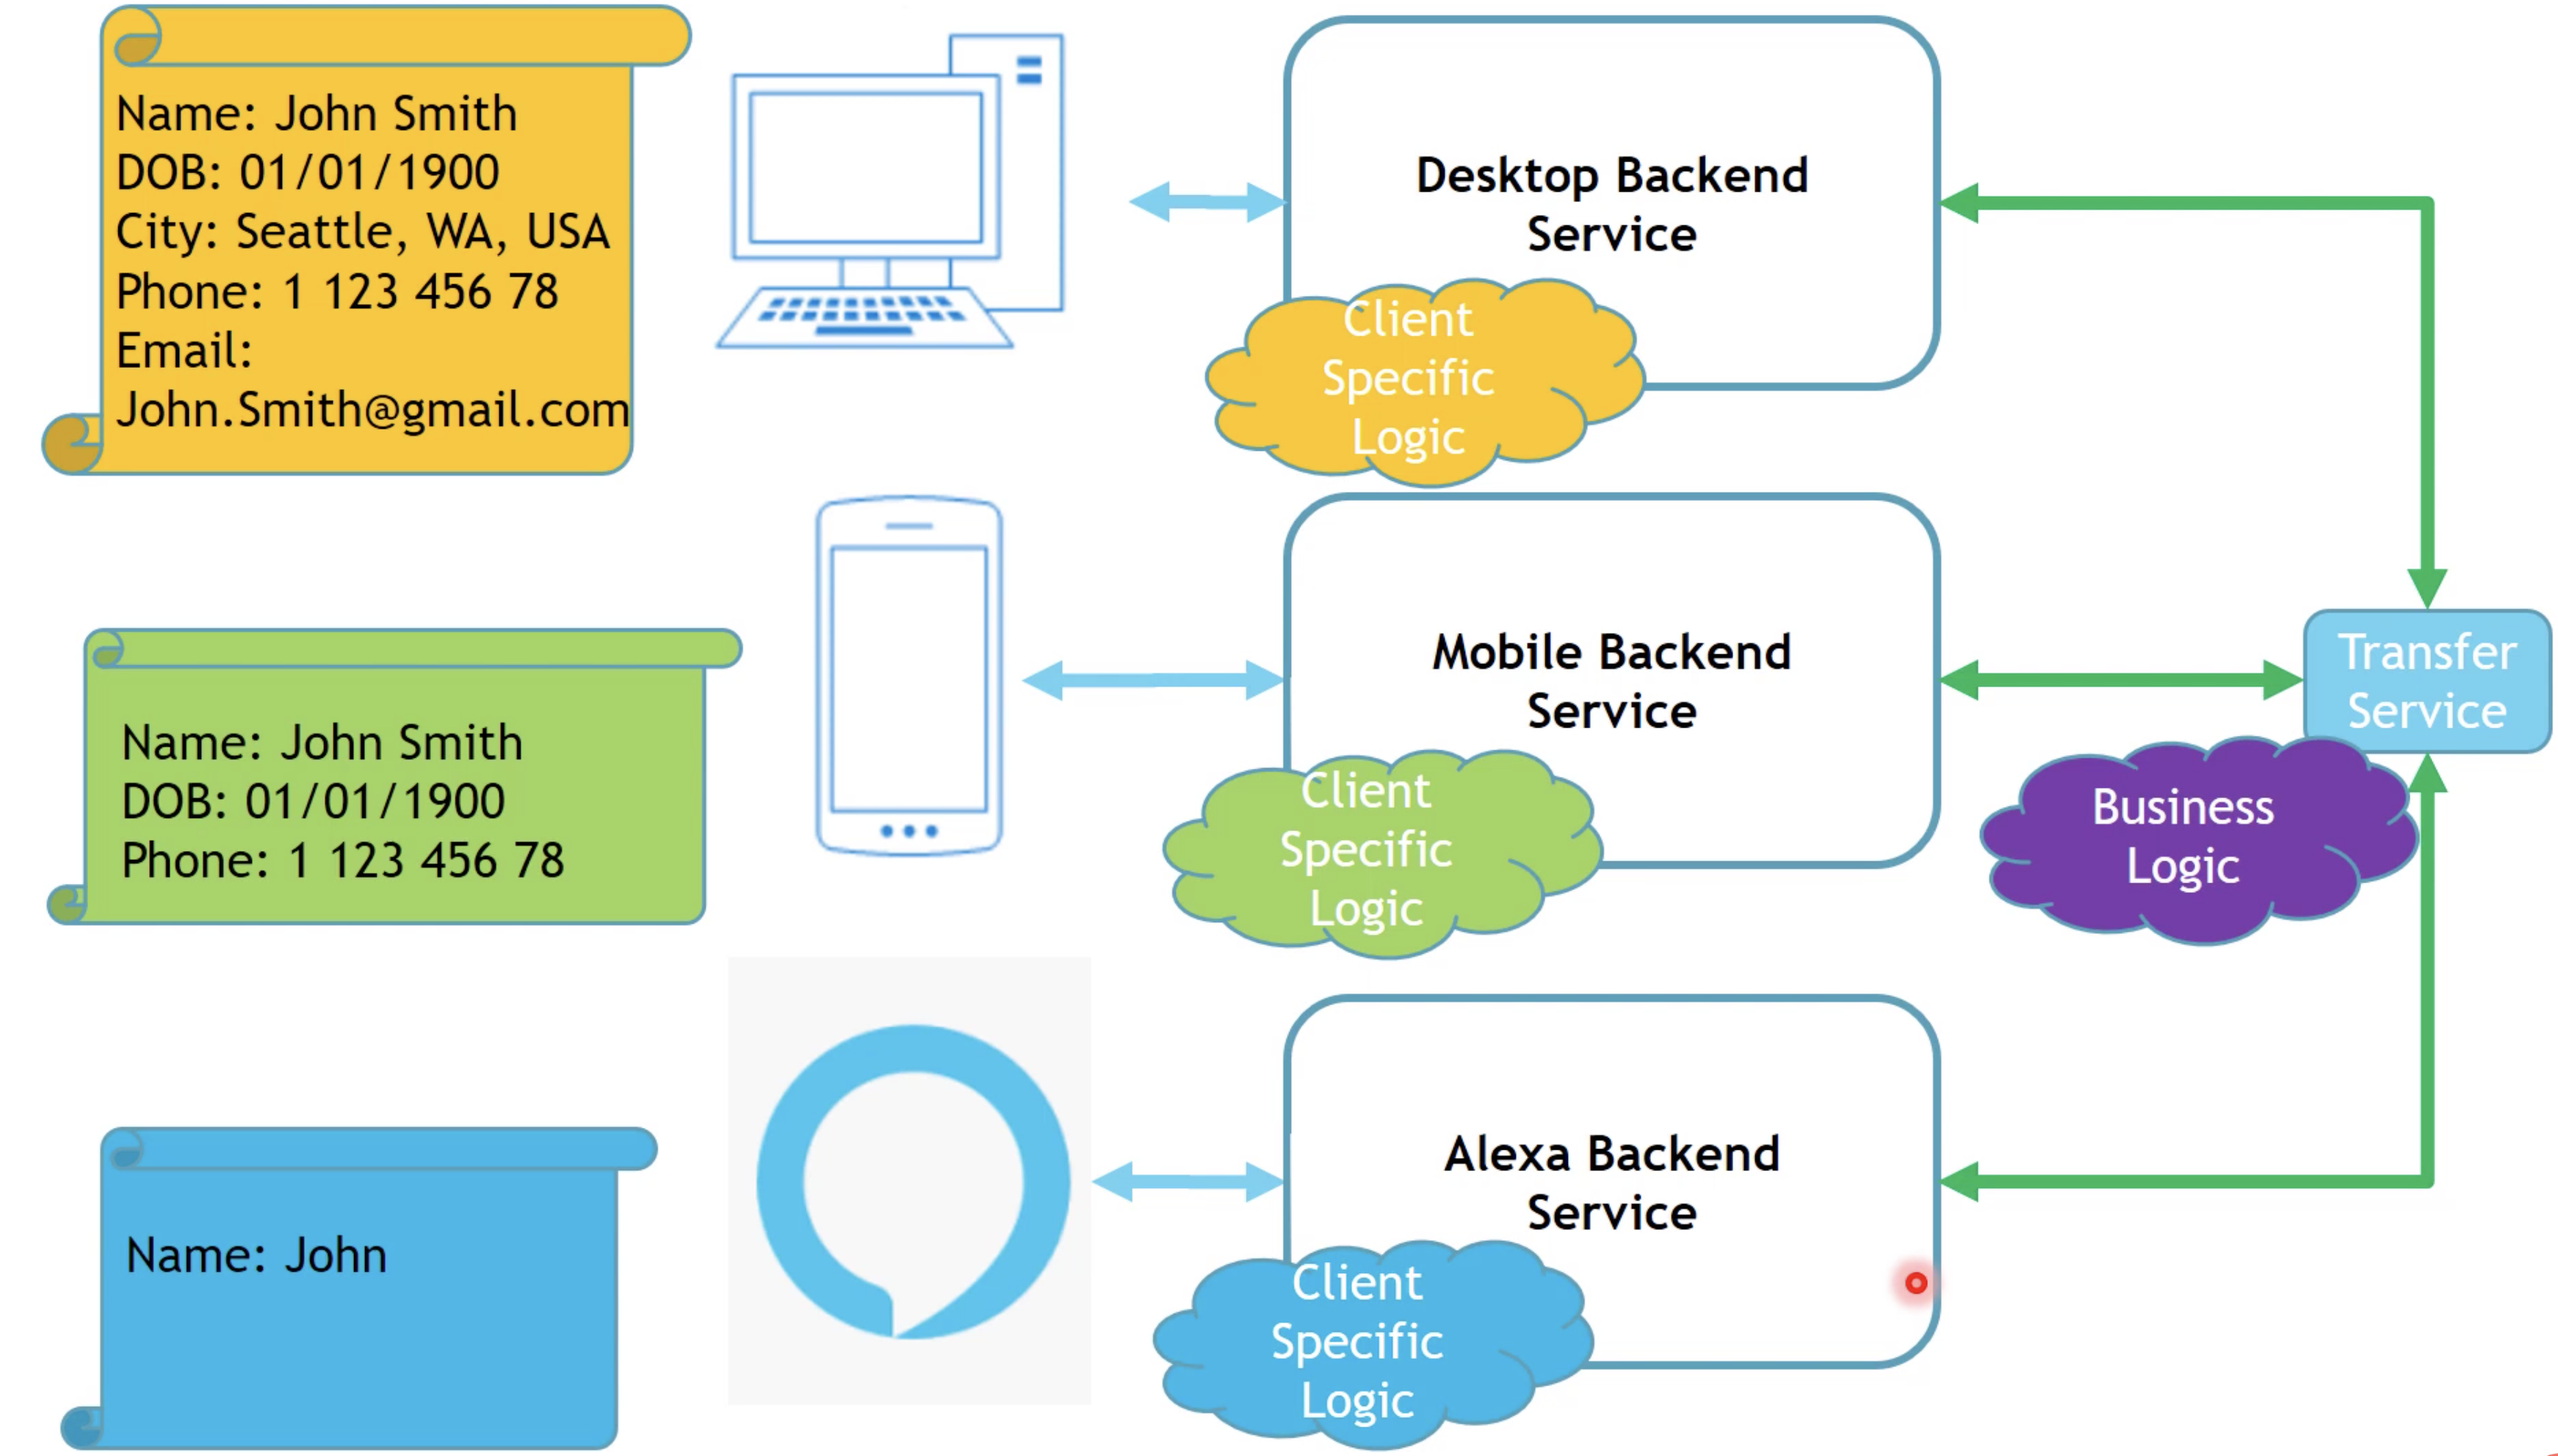 Name: John Smith
DOB: 01/01/1900
City: Seattle, WA, USA
Phone: 1 123 456 78
Email:
John.Smith@gmail.com
Desktop Backend
Service
Client
Specific
Logic
Name: John Smith
DOB: 01/01/1900
Phone: 1 123 456 78
Mobile Backend
Service
Client
Specific
Logic
Transfer
Service
Business
Logic
Name: John
Alexa Backend
Service
Client
Specific
Logic